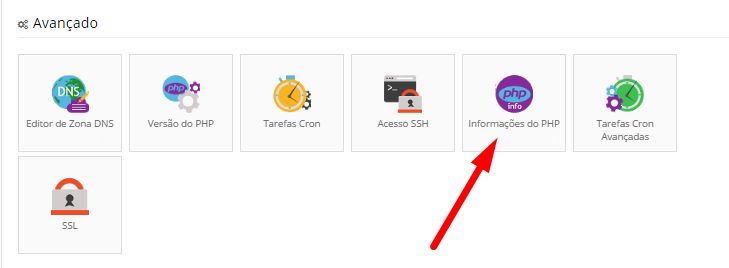 Avançado
DNS
Editor de Zona DNS
php
Versão do PHP
Tarefas Cron
>_
Acesso SSH
php
info
Informações do PHP
Tarefas Cron
Avançadas
SSL